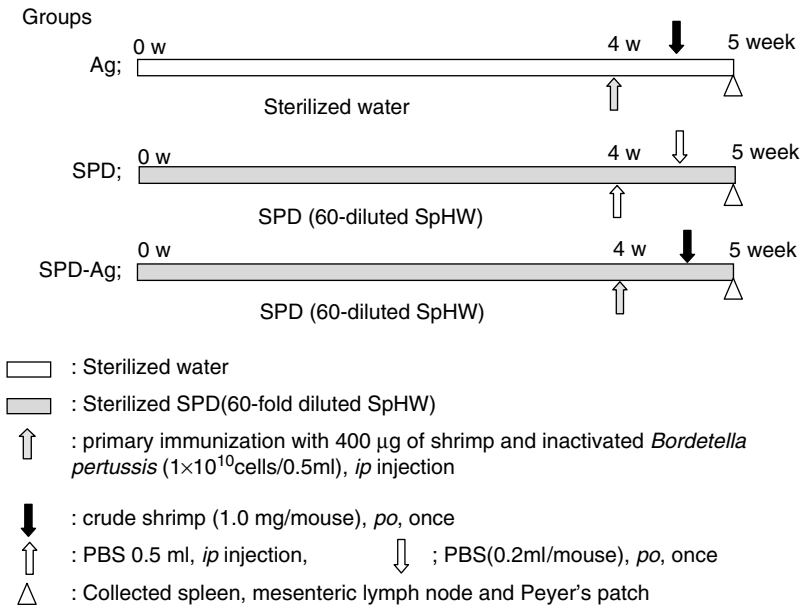 Groups
0 w 4 w 5 week
Ag;
Sterilized water
0 w 4 w 5 week
SPD;
SPD (60-diluted SpHW)
0 w 4 w 5 week
SPD-Ag;
SPD (60-diluted SpHW)
: Sterilized water
: Sterilized SPD(60-fold diluted SpHW)
: primary immunization with 400 μg of shrimp and inactivated Bordetella
pertussis (1×10¹⁰cells/0.5ml), ip injection
: crude shrimp (1.0 mg/mouse), po, once
: PBS 0.5 ml, ip injection, ; PBS(0.2ml/mouse), po, once
: Collected spleen, mesenteric lymph node and Peyer's patch